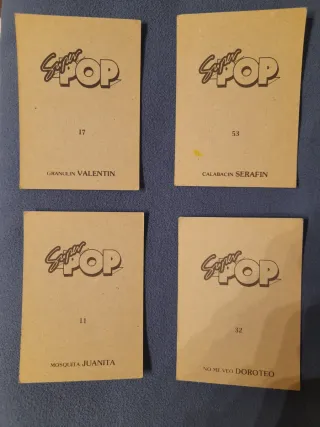 Super
POP
17
GRANULIN VALENTIN
Super
POP
53
CALABACIN SERAFIN
Super
POP
11
MOSQUITA JUANITA
Super
POP
32
NO ME VEO DOROTEO